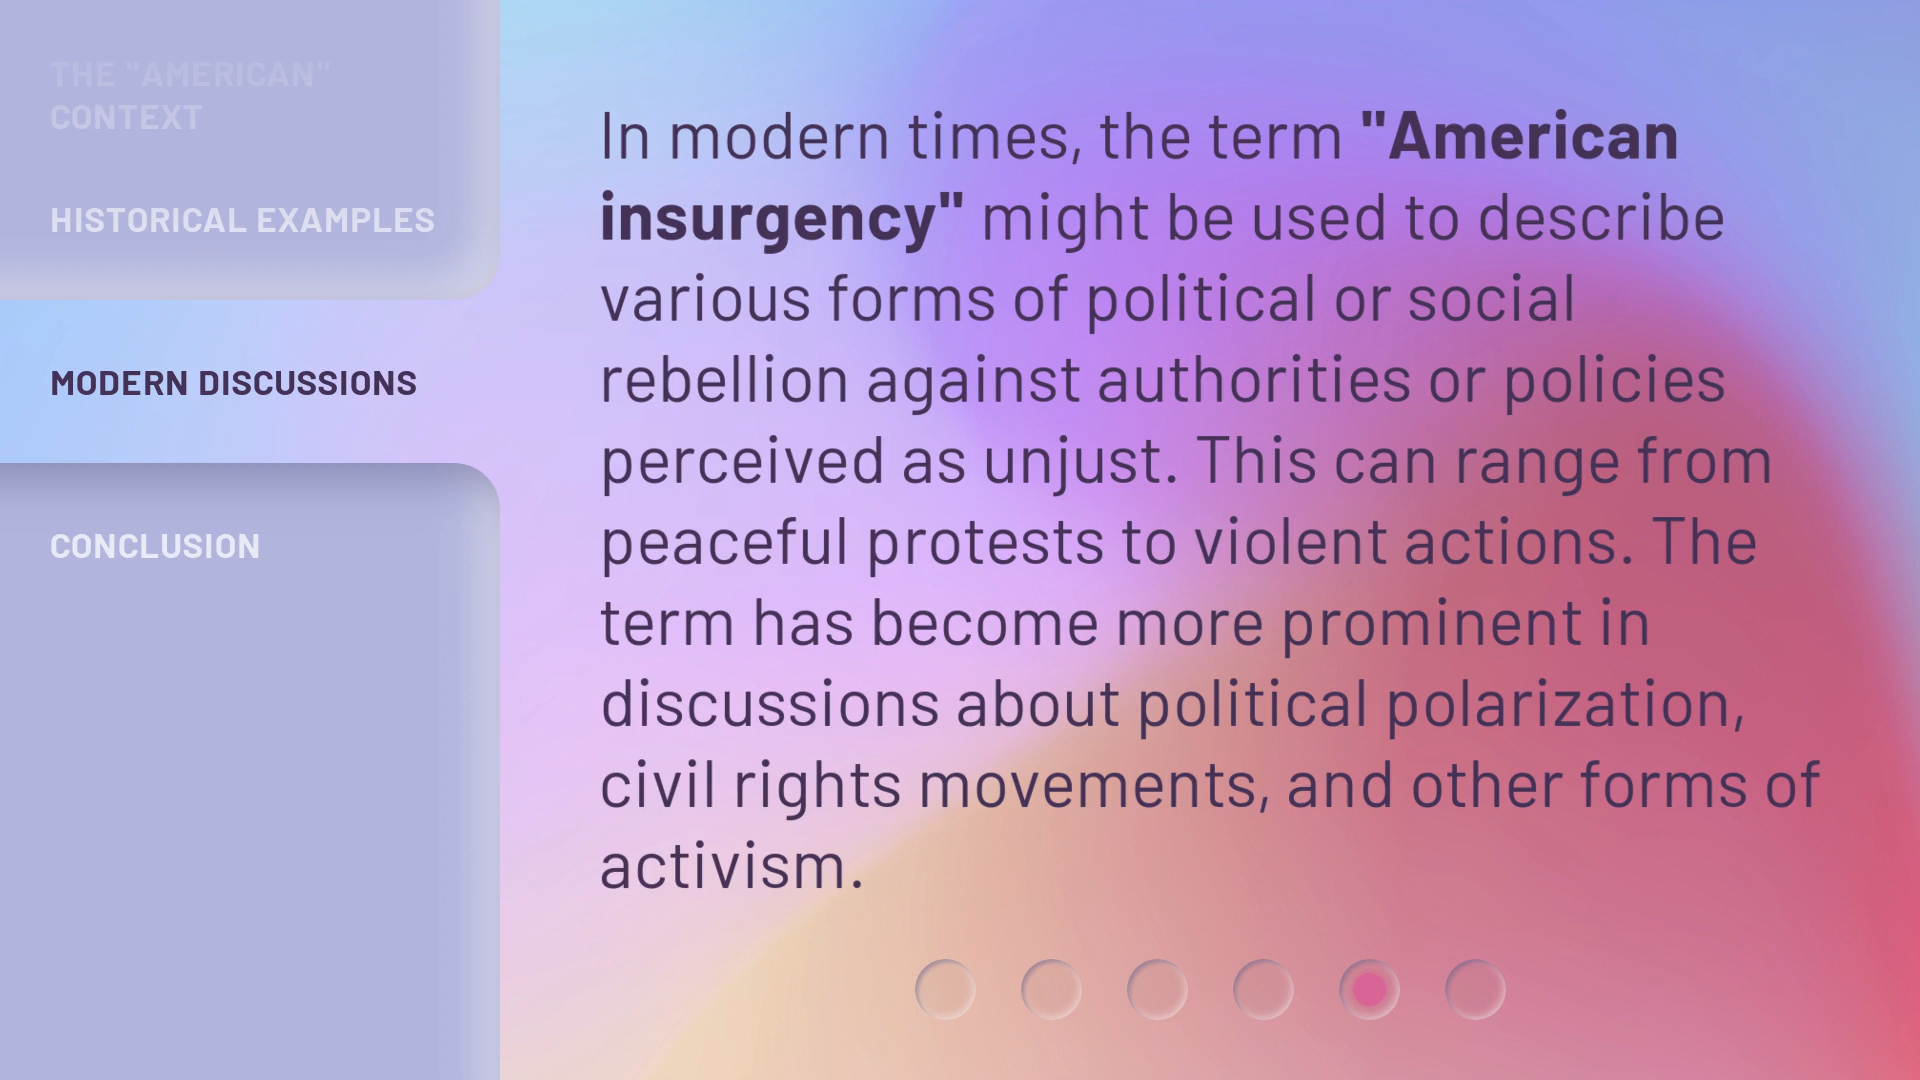 THE "AMERICAN"
CONTEXT
HISTORICAL EXAMPLES
MODERN DISCUSSIONS
CONCLUSION
In modern times, the term "American
insurgency" might be used to describe
various forms of political or social
rebellion against authorities or policies
perceived as unjust. This can range from
peaceful protests to violent actions. The
term has become more prominent in
discussions about political polarization,
civil rights movements, and other forms of
activism.